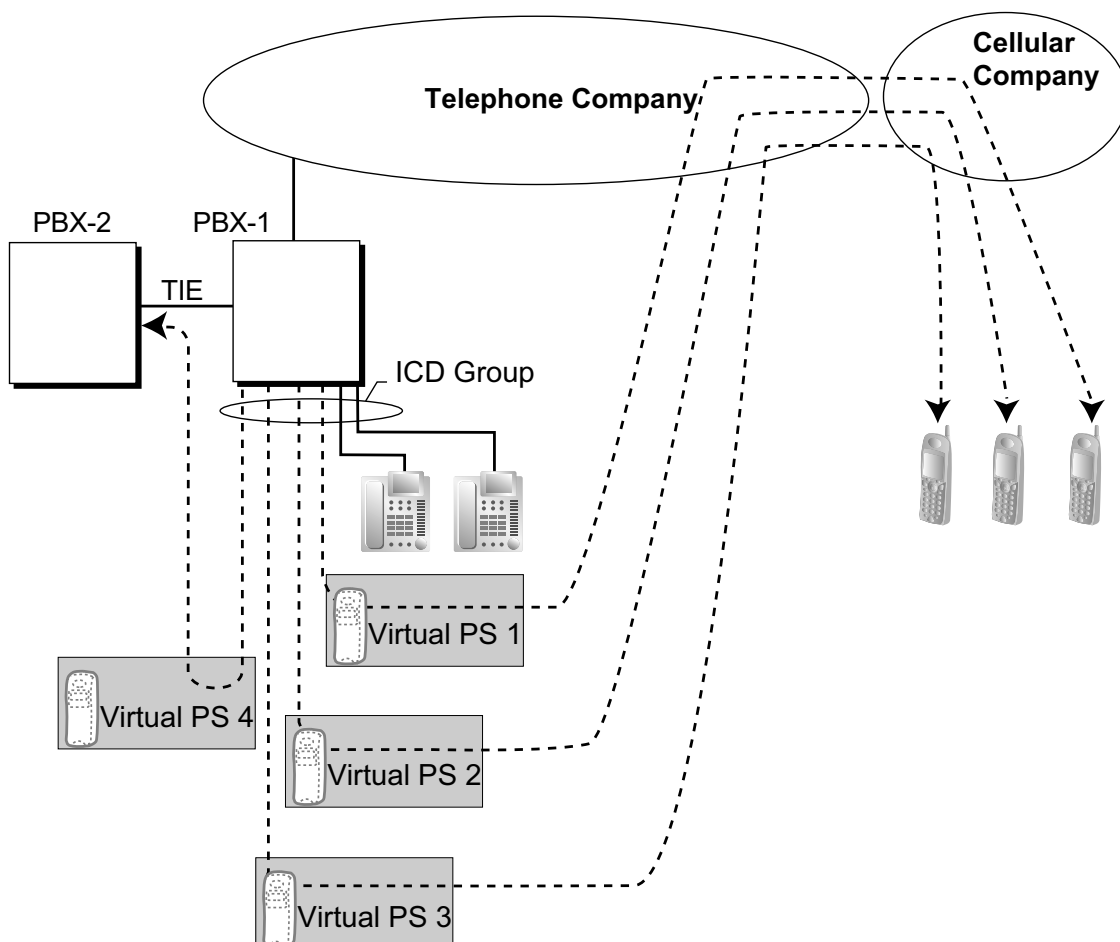 Cellular
Company
Telephone Company
PBX-2
PBX-1
TIE
ICD Group
Virtual PS 1
Virtual PS 4
Virtual PS 2
Virtual PS 3